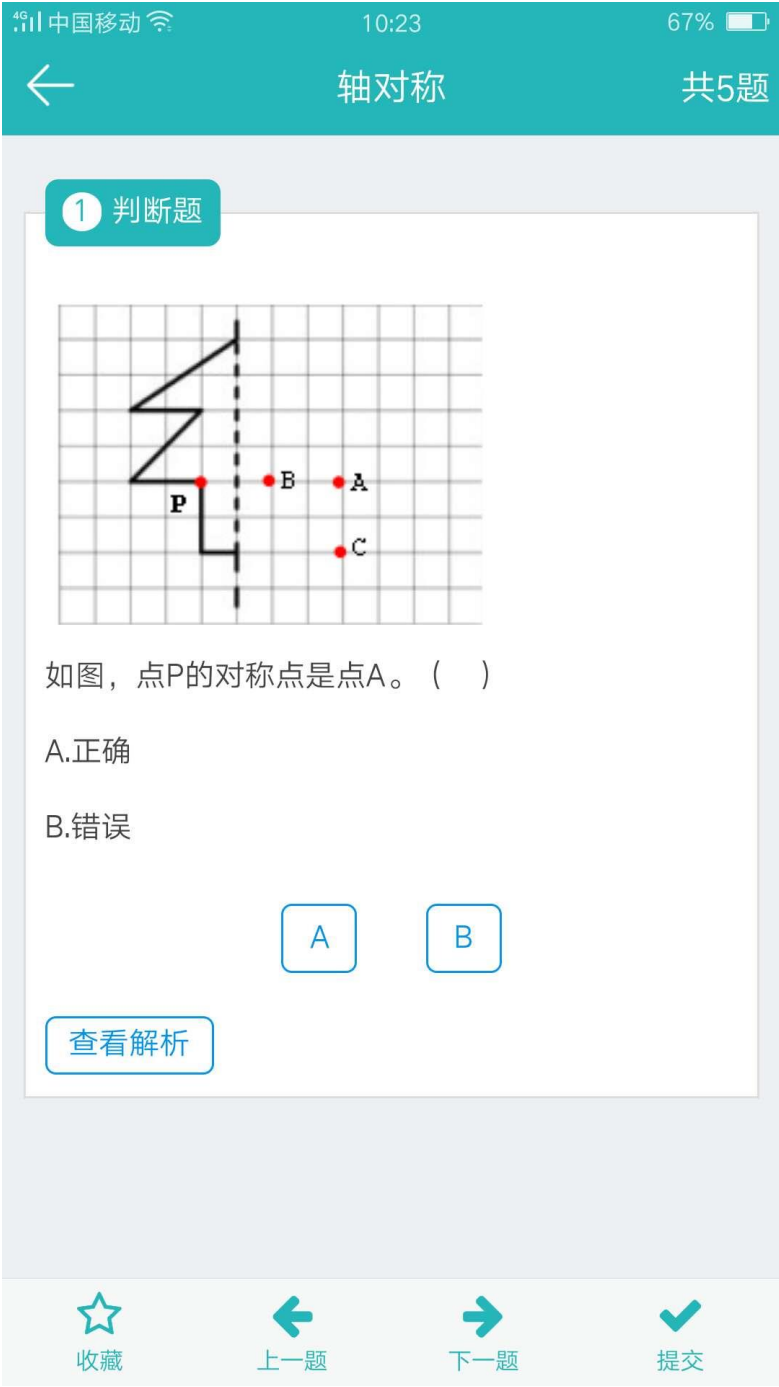 4G 中国移动 10:23 67%
轴对称 共5题
1 判断题
B A
P
C
如图，点P的对称点是点A。（ ）
A.正确
B.错误
A B
查看解析
收藏 上一题 下一题 提交